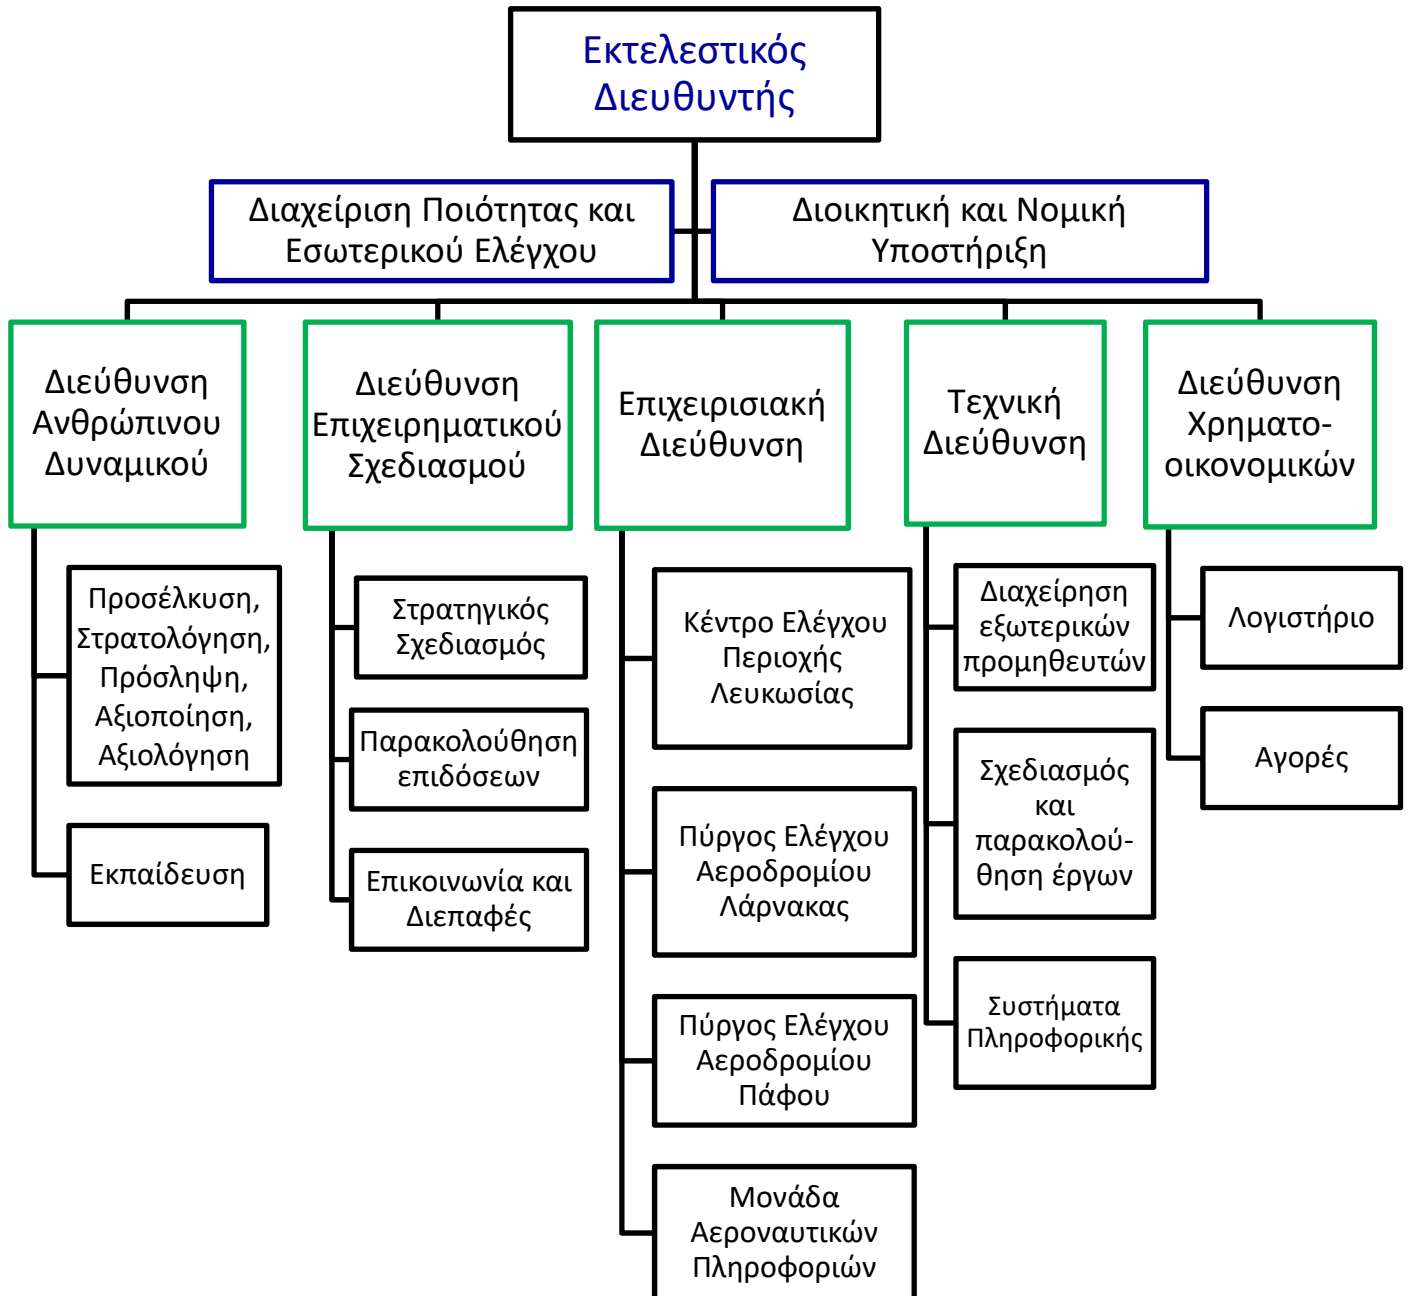 Εκτελεστικός
Διευθυντής
Διαχείριση Ποιότητας και
Εσωτερικού Ελέγχου
Διοικητική και Νομική
Υποστήριξη
Διεύθυνση
Ανθρώπινου
Δυναμικού
Διεύθυνση
Επιχειρηματικού
Σχεδιασμού
Επιχειρισιακή
Διεύθυνση
Τεχνική
Διεύθυνση
Διεύθυνση
Χρηματο-
οικονομικών
Προσέλκυση,
Στρατολόγηση,
Πρόσληψη,
Αξιοποίηση,
Αξιολόγηση
Εκπαίδευση
Στρατηγικός
Σχεδιασμός
Παρακολούθηση
επιδόσεων
Επικοινωνία και
Διεπαφές
Κέντρο Ελέγχου
Περιοχής
Λευκωσίας
Πύργος Ελέγχου
Αεροδρομίου
Λάρνακας
Πύργος Ελέγχου
Αεροδρομίου
Πάφου
Μονάδα
Αεροναυτικών
Πληροφοριών
Διαχείρηση
εξωτερικών
προμηθευτών
Σχεδιασμός
και
παρακολού-
θηση έργων
Συστήματα
Πληροφορικής
Λογιστήριο
Αγορές